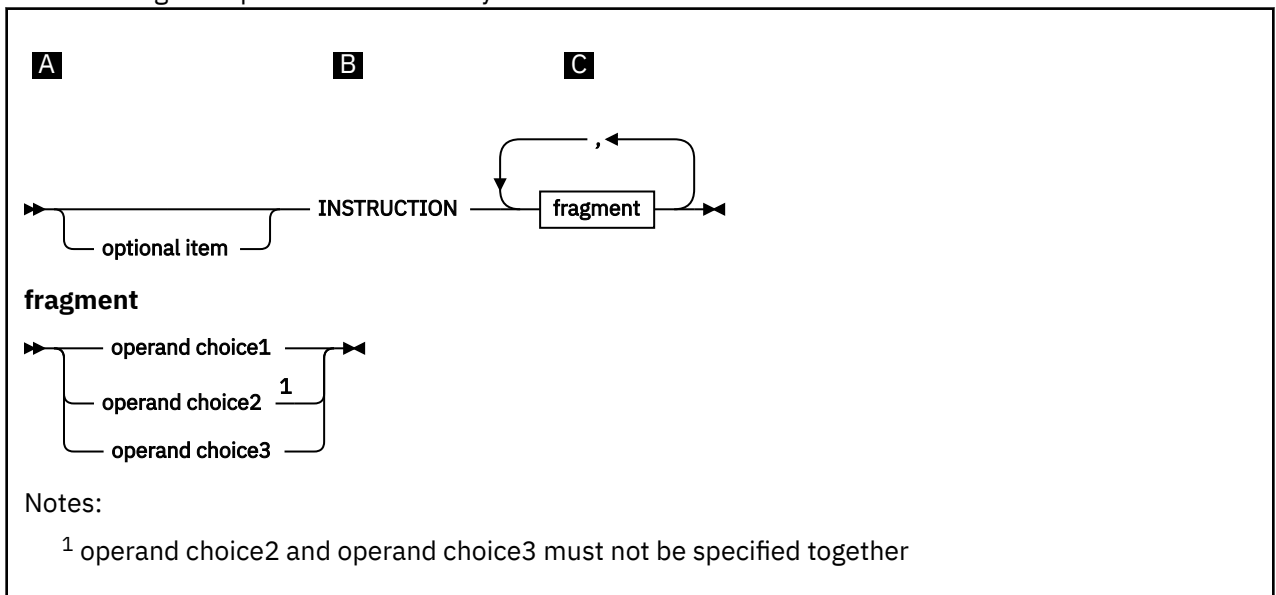 A B C
,
INSTRUCTION fragment
optional item
fragment
operand choice1
operand choice2 1
operand choice3
Notes:
1 operand choice2 and operand choice3 must not be specified together